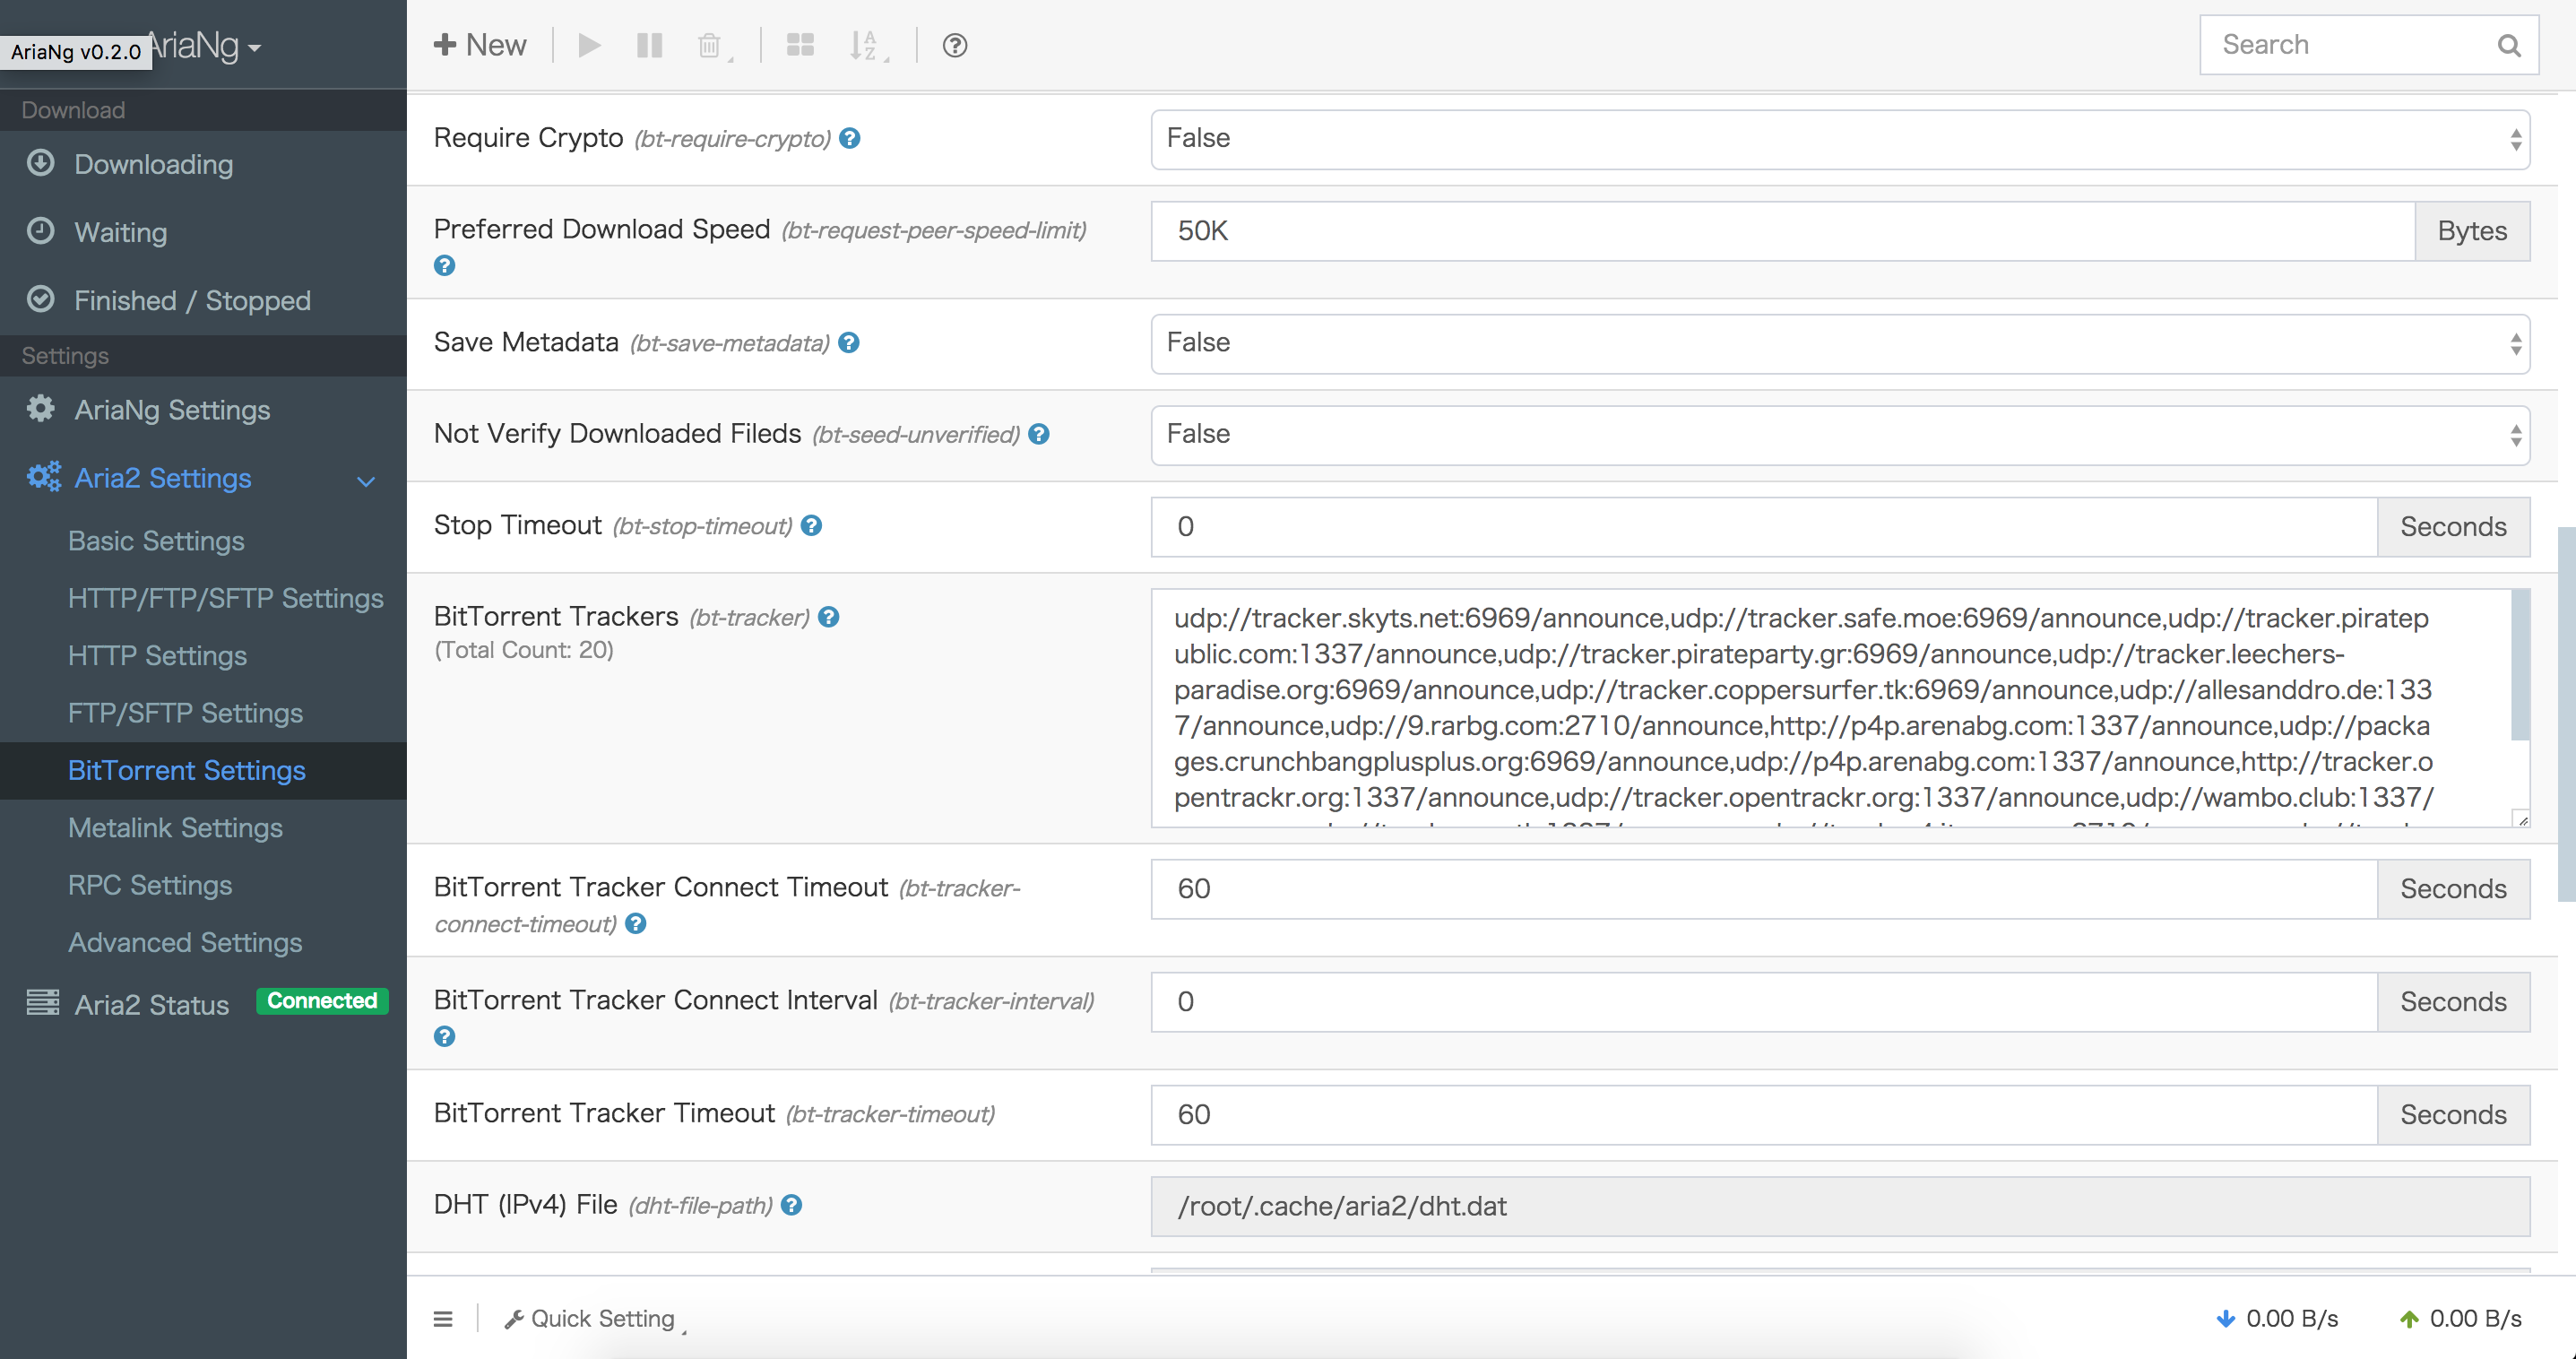 AriaNg v0.2.0
AriaNg
New
Search
Download
Downloading
Waiting
Finished / Stopped
Settings
AriaNg Settings
Aria2 Settings
Basic Settings
HTTP/FTP/SFTP Settings
HTTP Settings
FTP/SFTP Settings
BitTorrent Settings
Metalink Settings
RPC Settings
Advanced Settings
Aria2 Status Connected
Require Crypto (bt-require-crypto) False
Preferred Download Speed (bt-request-peer-speed-limit) 50K Bytes
Save Metadata (bt-save-metadata) False
Not Verify Downloaded Fileds (bt-seed-unverified) False
Stop Timeout (bt-stop-timeout) 0 Seconds
BitTorrent Trackers (bt-tracker)
(Total Count: 20)
udp://tracker.skyts.net:6969/announce,udp://tracker.safe.moe:6969/announce,udp://tracker.piratep
ublic.com:1337/announce,udp://tracker.pirateparty.gr:6969/announce,udp://tracker.leechers-
paradise.org:6969/announce,udp://tracker.coppersurfer.tk:6969/announce,udp://allesanddro.de:133
7/announce,udp://9.rarbg.com:2710/announce,http://p4p.arenabg.com:1337/announce,udp://packa
ges.crunchbangplusplus.org:6969/announce,udp://p4p.arenabg.com:1337/announce,http://tracker.o
pentrackr.org:1337/announce,udp://tracker.opentrackr.org:1337/announce,udp://wambo.club:1337/
BitTorrent Tracker Connect Timeout (bt-tracker-
connect-timeout)
60 Seconds
BitTorrent Tracker Connect Interval (bt-tracker-interval) 0 Seconds
BitTorrent Tracker Timeout (bt-tracker-timeout) 60 Seconds
DHT (IPv4) File (dht-file-path) /root/.cache/aria2/dht.dat
Quick Setting
0.00 B/s
0.00 B/s